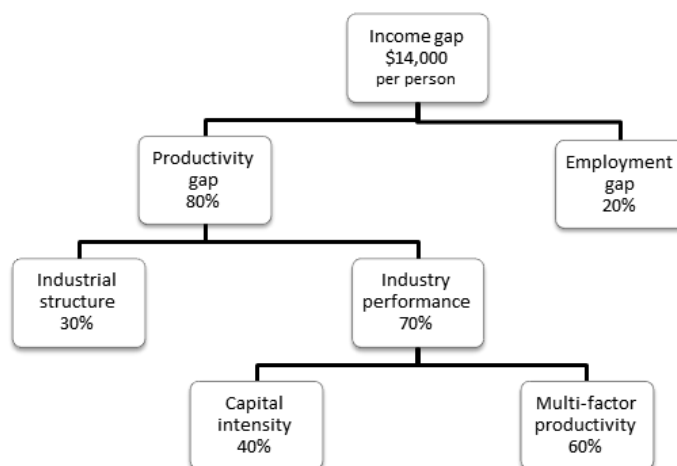 Income gap
$14,000
per person
Productivity
gap
80%
Employment
gap
20%
Industrial
structure
30%
Industry
performance
70%
Capital
intensity
40%
Multi-factor
productivity
60%